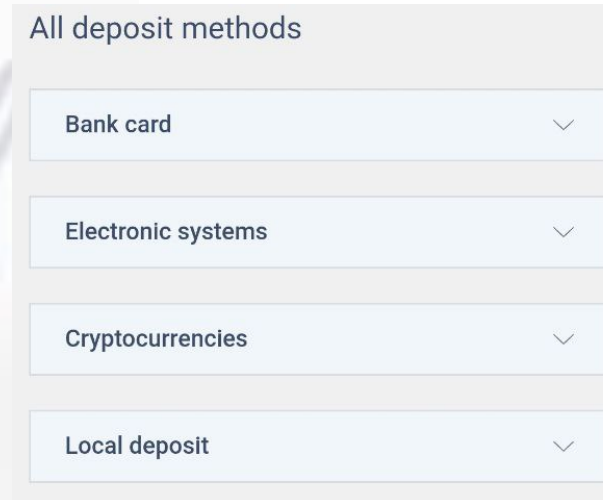 All deposit methods
Bank card
Electronic systems
Cryptocurrencies
Local deposit